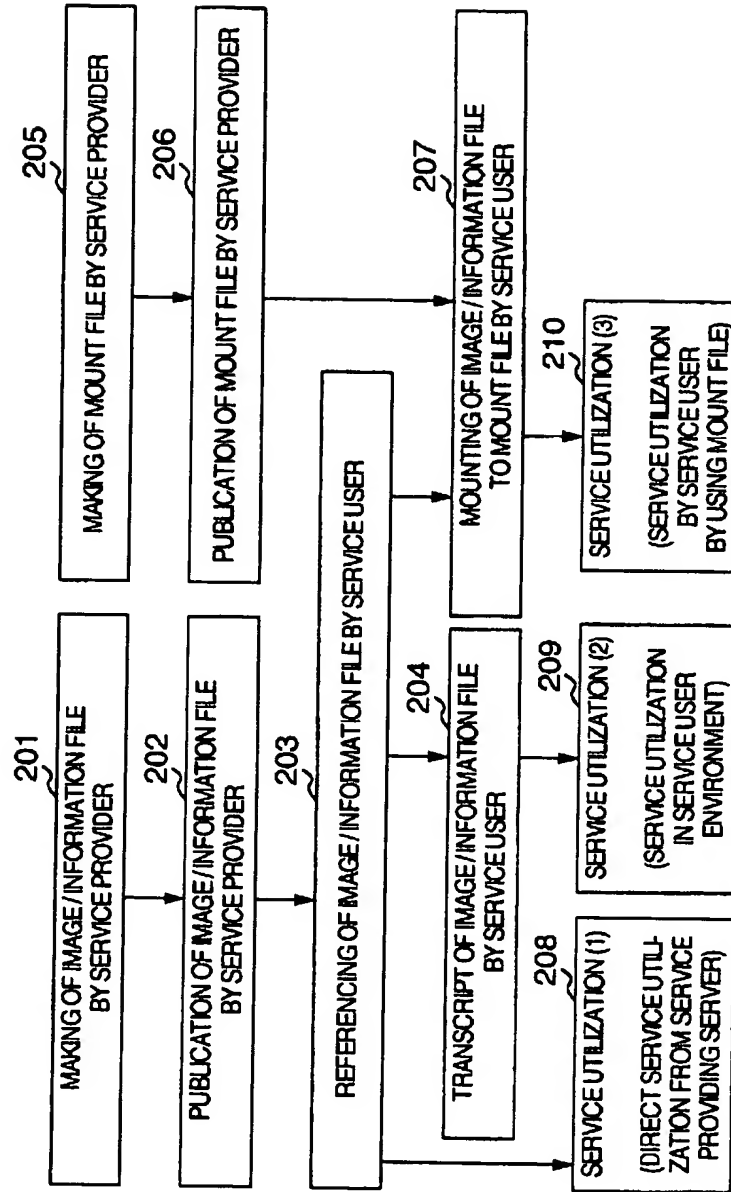 201
MAKING OF IMAGE/INFORMATION FILE
BY SERVICE PROVIDER
202
PUBLICATION OF IMAGE/INFORMATION FILE
BY SERVICE PROVIDER
203
REFERENCING OF IMAGE/INFORMATION FILE BY SERVICE USER
204
TRANSCRIPT OF IMAGE/INFORMATION FILE
BY SERVICE USER
205
MAKING OF MOUNT FILE BY SERVICE PROVIDER
206
PUBLICATION OF MOUNT FILE BY SERVICE PROVIDER
207
MOUNTING OF IMAGE/INFORMATION FILE
TO MOUNT FILE BY SERVICE USER
208
SERVICE UTILIZATION (1)
(DIRECT SERVICE UTILI-
ZATION FROM SERVICE
PROVIDING SERVER)
209
SERVICE UTILIZATION (2)
(SERVICE UTILIZATION
IN SERVICE USER
ENVIRONMENT)
210
SERVICE UTILIZATION (3)
(SERVICE UTILIZATION
BY SERVICE USER
BY USING MOUNT FILE)